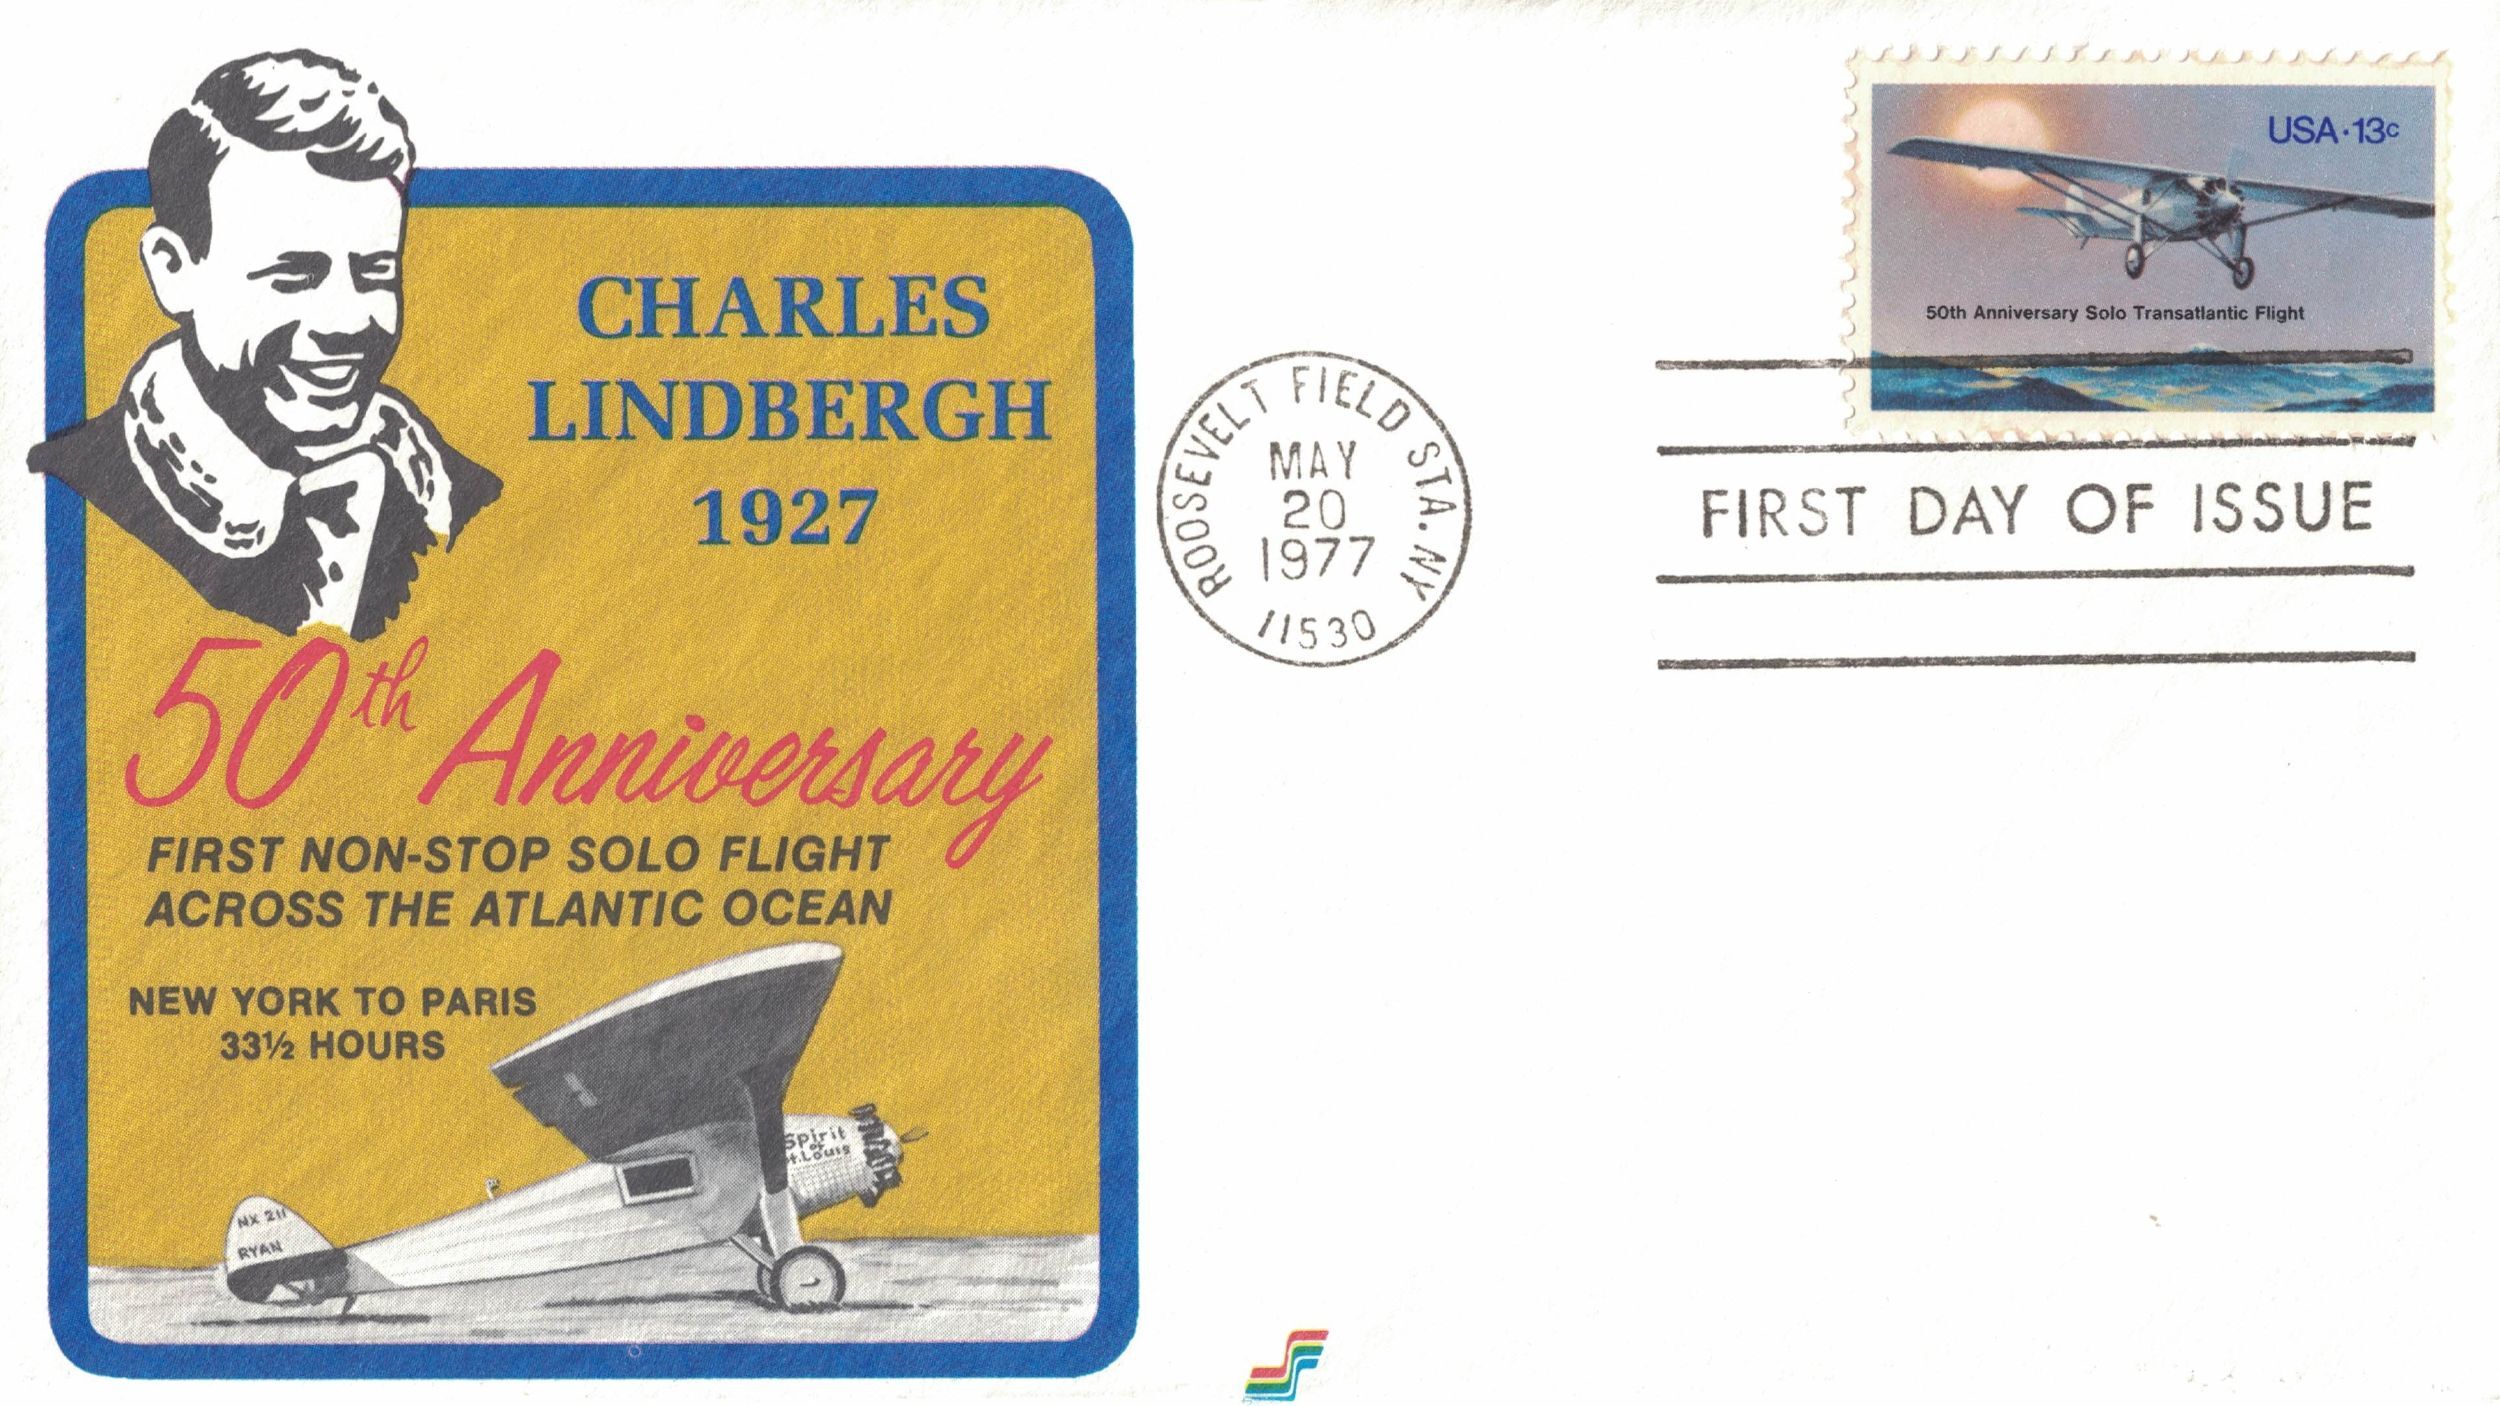 CHARLES
LINDBERGH
1927
50th Anniversary
FIRST NON-STOP SOLO FLIGHT
ACROSS THE ATLANTIC OCEAN
NEW YORK TO PARIS
33½ HOURS
Spirit
of
t. Louis
NX 211
RYAN
ROOSEVELT FIELD STA. NY
MAY
20
1977
11530
USA·13c
50th Anniversary Solo Transatlantic Flight
FIRST DAY OF ISSUE